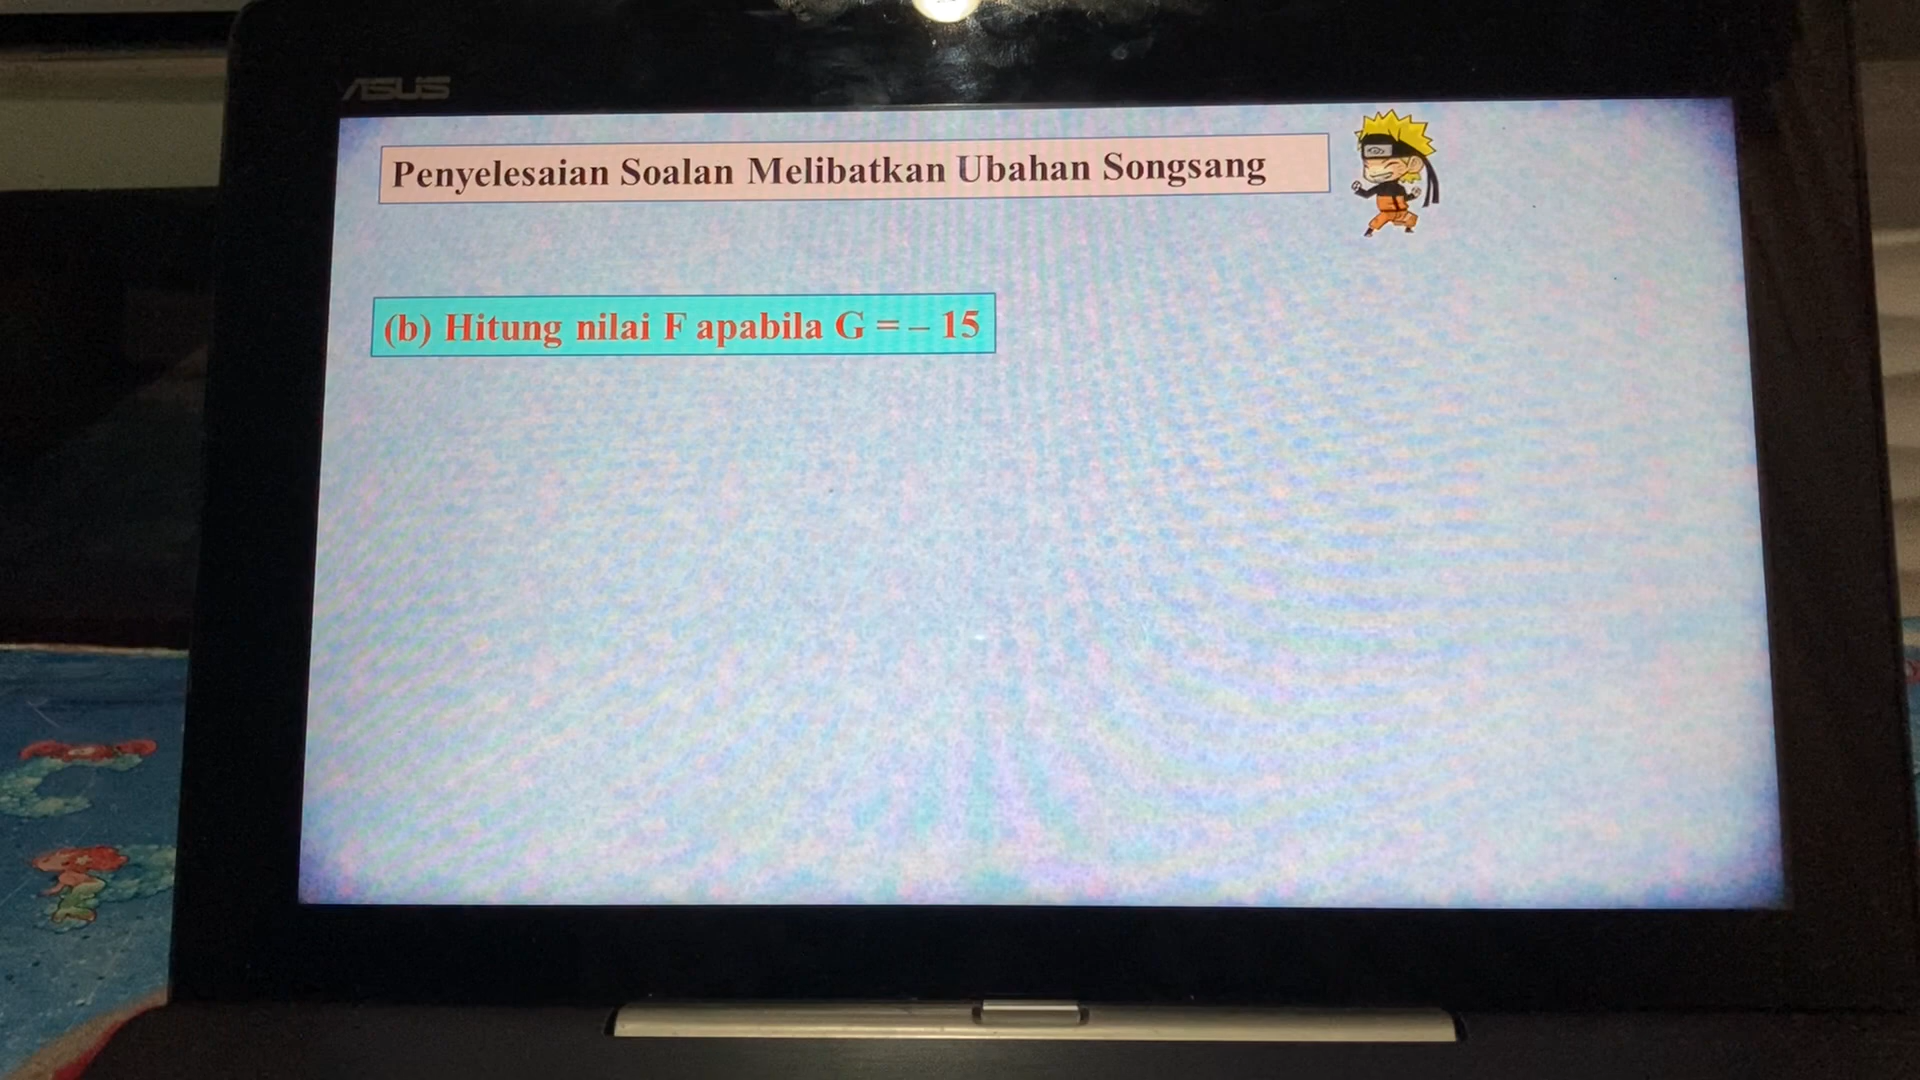 ASUS
Penyelesaian Soalan Melibatkan Ubahan Songsang
(b) Hitung nilai F apabila G = – 15